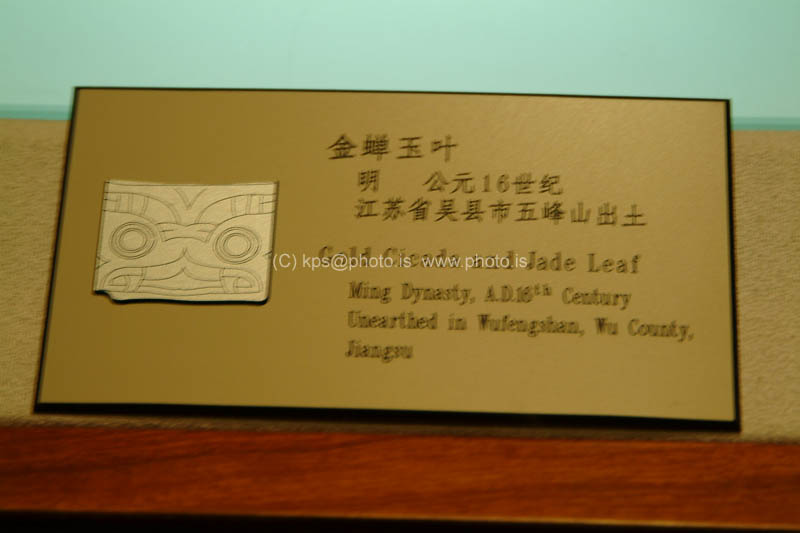 金蝉玉叶
明 公元16世纪
江苏省吴县市五峰山出土
Gold Cicada and Jade Leaf
(C) kps@photo.is www.photo.is
Ming Dynasty, A.D.16th Century
Unearthed in Wufengshan, Wu County,
Jiangsu